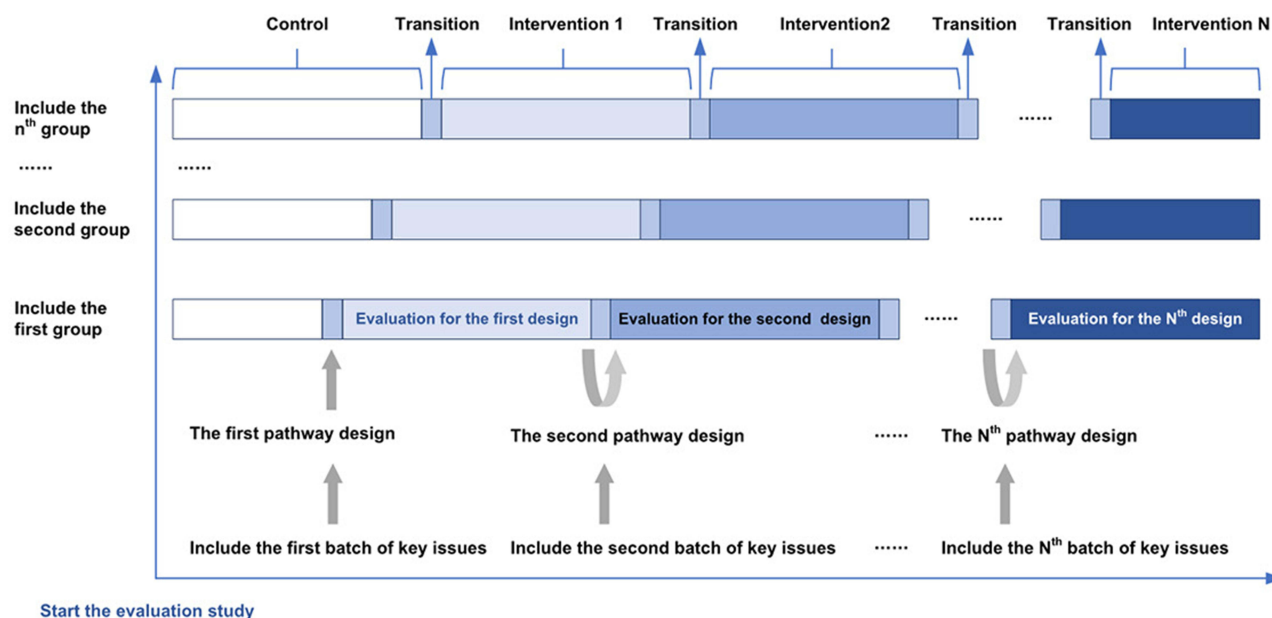 Control Transition Intervention 1 Transition Intervention2 Transition Transition Intervention N
Include the
nth group
......
...... ......
Include the
second group
......
Include the
first group
Evaluation for the first design Evaluation for the second design ...... Evaluation for the Nth design
The first pathway design The second pathway design ...... The Nth pathway design
Include the first batch of key issues Include the second batch of key issues ...... Include the Nth batch of key issues
Start the evaluation study